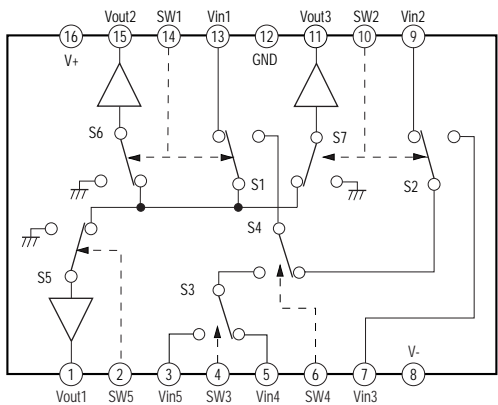 Vout2 SW1 Vin1 Vout3 SW2 Vin2
16 15 14 13 12 11 10 9
V+ GND
S6 S7
S1 S2
S4
S5 S3
V-
1 2 3 4 5 6 7 8
Vout1 SW5 Vin5 SW3 Vin4 SW4 Vin3